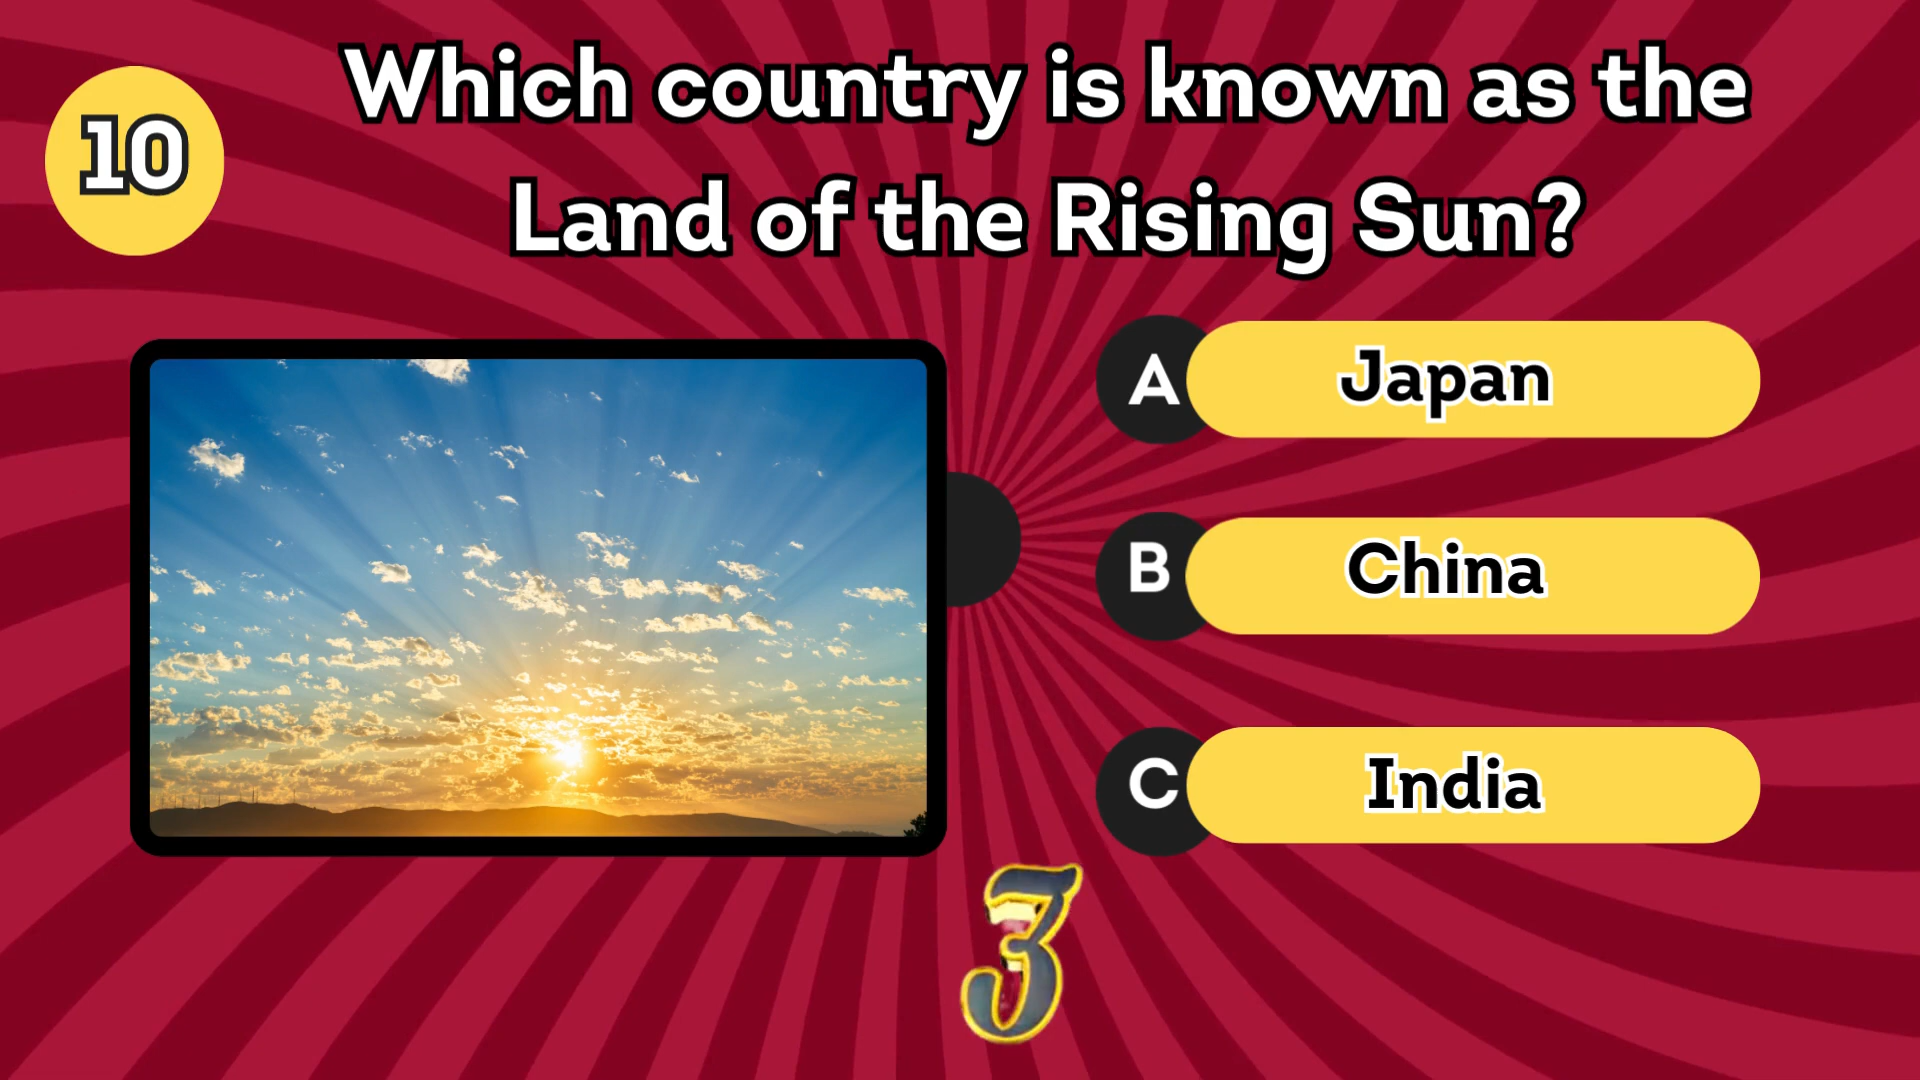 10
Which country is known as the
Land of the Rising Sun?
A Japan
B China
C India
3